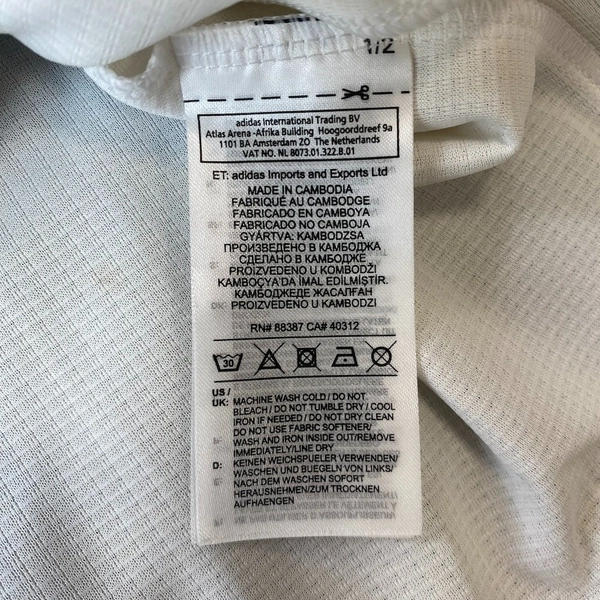 1/2
adidas International Trading BV
Atlas Arena -Afrika Building Hoogoorddreef 9a
1101 BA Amsterdam ZO The Netherlands
VAT NO. NL 8073.01.322.B.01
ET: adidas Imports and Exports Ltd
MADE IN CAMBODIA
FABRIQUÉ AU CAMBODGE
FABRICADO EN CAMBOYA
FABRICADO NO CAMBOJA
GYÁRTVA: KAMBODZSA
ПРОИЗВЕДЕНО В КАМБОДЖА
СДЕЛАНО В КАМБОДЖЕ
PROIZVEDENO U KOMBODŽI
KAMBOÇYA'DA İMAL EDİLMİŞTİR.
КАМБОДЖЕДЕ ЖАСАЛҒАН
PROIZVEDENO U KAMBODZI
RN# 88387 CA# 40312
30
US /
UK: MACHINE WASH COLD / DO NOT
BLEACH / DO NOT TUMBLE DRY / COOL
IRON IF NEEDED / DO NOT DRY CLEAN
DO NOT USE FABRIC SOFTENER/
WASH AND IRON INSIDE OUT/REMOVE
IMMEDIATELY/LINE DRY
D: KEINEN WEICHSPUELER VERWENDEN/
WASCHEN UND BUEGELN VON LINKS/
NACH DEM WASCHEN SOFORT
HERAUSNEHMEN/ZUM TROCKNEN
AUFHAENGEN